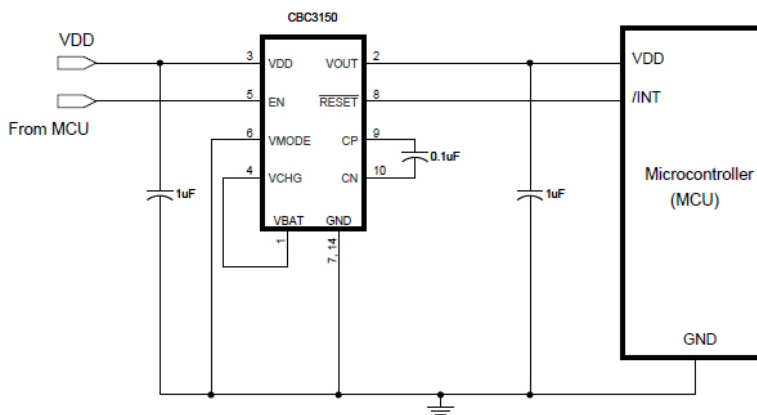 CBC3150
VDD
3
VDD
VOUT
2
VDD
5
EN
RESET
8
/INT
From MCU
6
VMODE
CP
9
0.1uF
4
VCHG
CN
10
1uF
1uF
Microcontroller
(MCU)
VBAT
GND
1
7, 14
GND